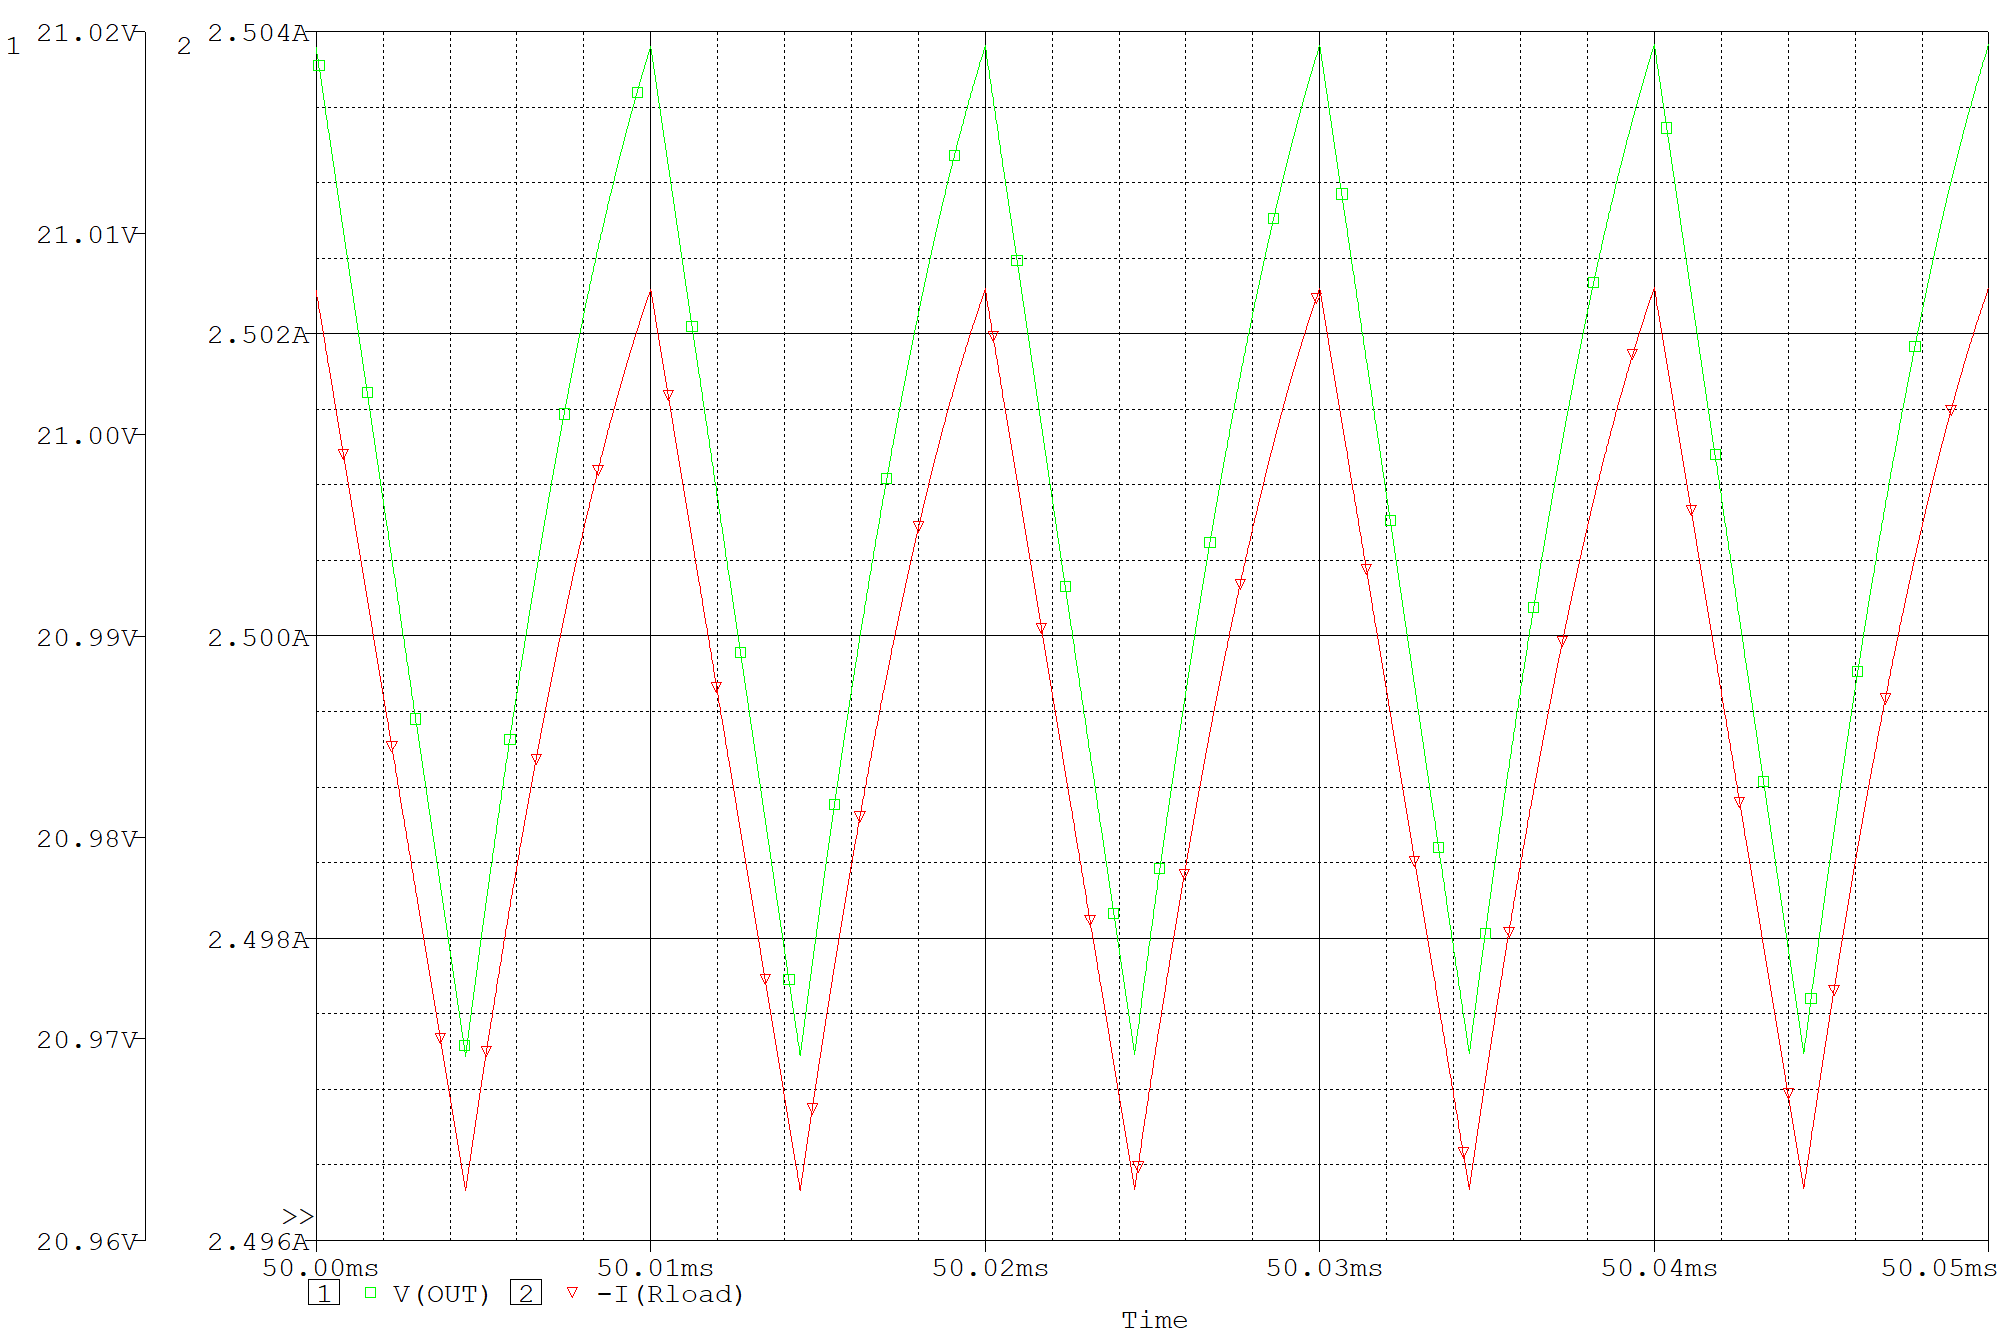 1 21.02V 2 2.504A
21.01V
2.502A
21.00V
20.99V 2.500A
20.98V
2.498A
20.97V
>>
20.96V 2.496A
50.00ms 50.01ms 50.02ms 50.03ms 50.04ms 50.05ms
1 V(OUT) 2 -I(Rload)
Time